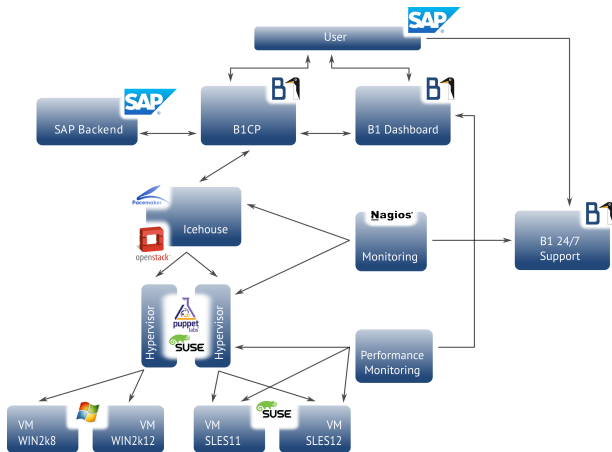 SAP
User
SAP
B1
B1
SAP Backend
B1CP
B1 Dashboard
Pacemaker
Icehouse
openstack
Nagios
Monitoring
B1
B1 24/7
Support
Hypervisor
puppet
labs
SUSE
Hypervisor
Performance
Monitoring
VM
WIN2k8
VM
WIN2k12
VM
SLES11
SUSE
VM
SLES12